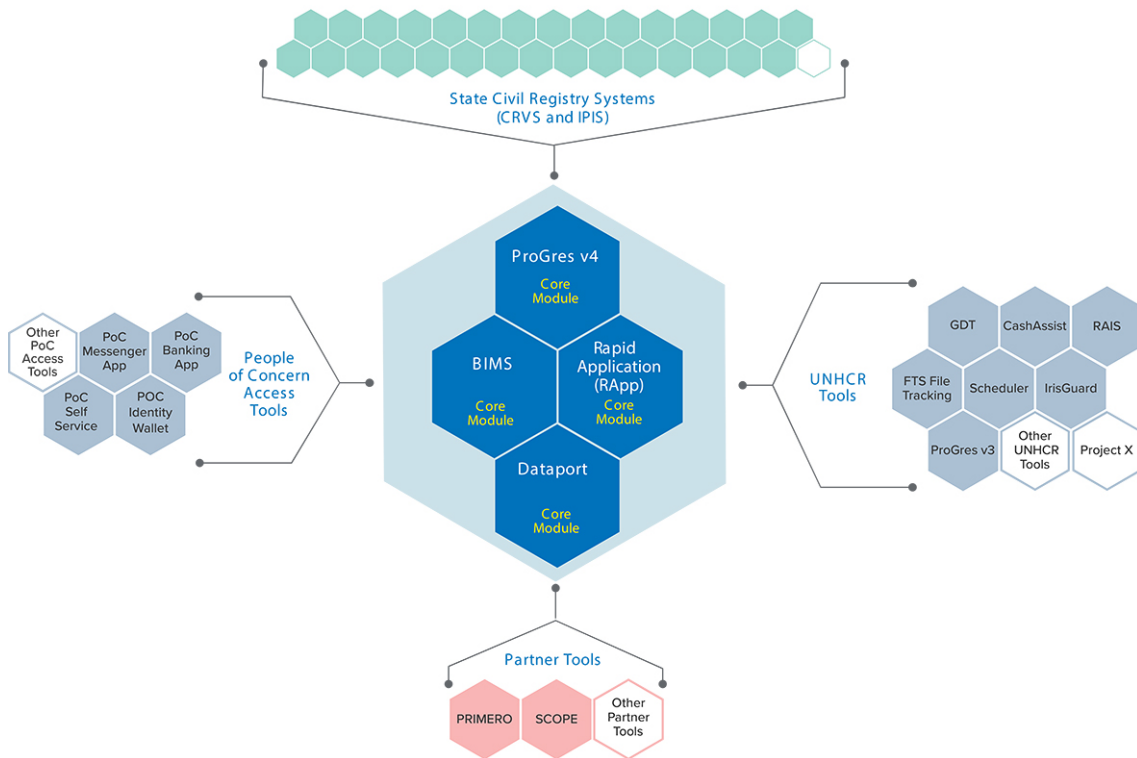 State Civil Registry Systems
(CRVS and IPIS)
ProGres v4
Core
Module
BIMS
Core
Module
Rapid
Application
(RApp)
Core
Module
Dataport
Core
Module
People
of Concern
Access
Tools
Other
PoC
Access
Tools
PoC
Messenger
App
PoC
Banking
App
PoC
Self
Service
POC
Identity
Wallet
UNHCR
Tools
GDT
CashAssist
RAIS
FTS File
Tracking
Scheduler
IrisGuard
ProGres v3
Other
UNHCR
Tools
Project X
Partner Tools
PRIMERO
SCOPE
Other
Partner
Tools